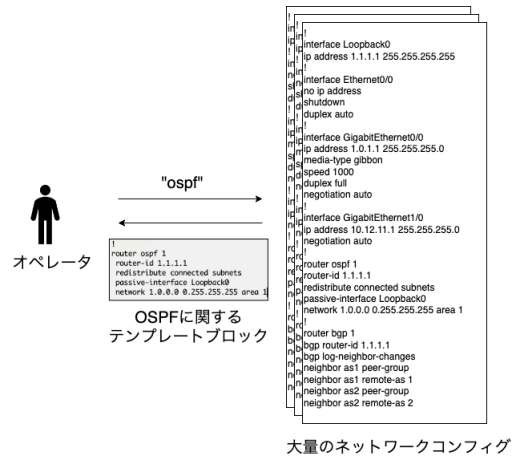 "ospf"
オペレータ
!
router ospf 1
router-id 1.1.1.1
redistribute connected subnets
passive-interface Loopback0
network 1.0.0.0 0.255.255.255 area 1
OSPFに関する
テンプレートブロック
!
interface Loopback0
ip address 1.1.1.1 255.255.255.255
!
interface Ethernet0/0
no ip address
shutdown
duplex auto
!
interface GigabitEthernet0/0
ip address 1.0.1.1 255.255.255.0
media-type gibbon
speed 1000
duplex full
negotiation auto
!
interface GigabitEthernet1/0
ip address 10.12.11.1 255.255.255.0
negotiation auto
!
router ospf 1
router-id 1.1.1.1
redistribute connected subnets
passive-interface Loopback0
network 1.0.0.0 0.255.255.255 area 1
!
router bgp 1
bgp router-id 1.1.1.1
bgp log-neighbor-changes
neighbor as1 peer-group
neighbor as1 remote-as 1
neighbor as2 peer-group
neighbor as2 remote-as 2
大量のネットワークコンフィグ